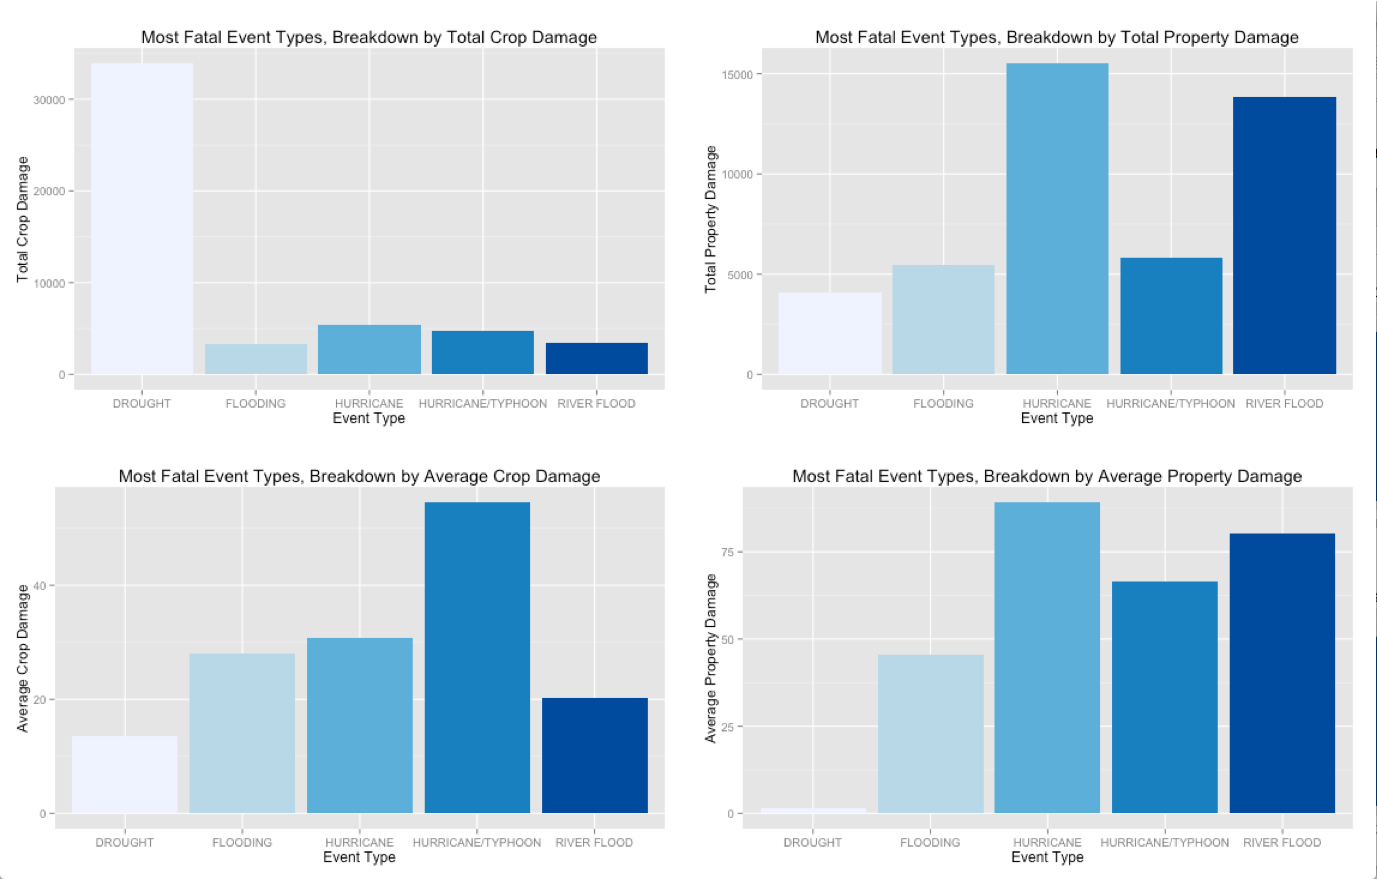 Most Fatal Event Types, Breakdown by Total Crop Damage
Total Crop Damage
30000
20000
10000
0
DROUGHT FLOODING HURRICANE HURRICANE/TYPHOON RIVER FLOOD
Event Type
Most Fatal Event Types, Breakdown by Total Property Damage
Total Property Damage
15000
10000
5000
0
DROUGHT FLOODING HURRICANE HURRICANE/TYPHOON RIVER FLOOD
Event Type
Most Fatal Event Types, Breakdown by Average Crop Damage
Average Crop Damage
40
20
0
DROUGHT FLOODING HURRICANE HURRICANE/TYPHOON RIVER FLOOD
Event Type
Most Fatal Event Types, Breakdown by Average Property Damage
Average Property Damage
75
50
25
0
DROUGHT FLOODING HURRICANE HURRICANE/TYPHOON RIVER FLOOD
Event Type